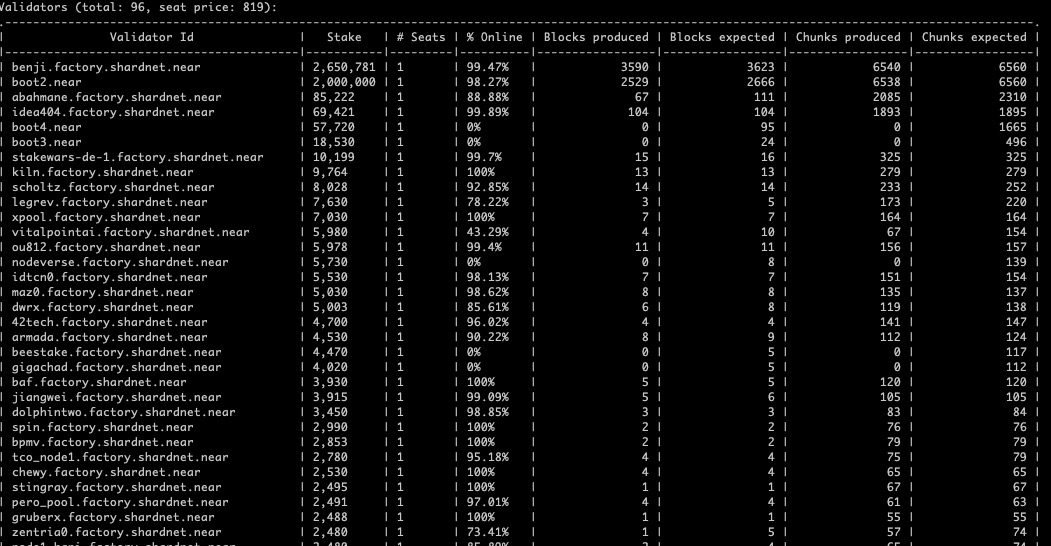 Validators (total: 96, seat price: 819):
| Validator Id | Stake | # Seats | % Online | Blocks produced | Blocks expected | Chunks produced | Chunks expected |
| benji.factory.shardnet.near | 2,650,781 | 1 | 99.47% | 3590 | 3623 | 6540 | 6560 |
| boot2.near | 2,000,000 | 1 | 98.27% | 2529 | 2666 | 6538 | 6560 |
| abahmane.factory.shardnet.near | 85,222 | 1 | 88.88% | 67 | 111 | 2085 | 2310 |
| idea404.factory.shardnet.near | 69,421 | 1 | 99.89% | 104 | 104 | 1893 | 1895 |
| boot4.near | 57,720 | 1 | 0% | 0 | 95 | 0 | 1665 |
| boot3.near | 18,530 | 1 | 0% | 0 | 24 | 0 | 496 |
| stakewars-de-1.factory.shardnet.near | 10,199 | 1 | 99.7% | 15 | 16 | 325 | 325 |
| kiln.factory.shardnet.near | 9,764 | 1 | 100% | 13 | 13 | 279 | 279 |
| scholtz.factory.shardnet.near | 8,028 | 1 | 92.85% | 14 | 14 | 233 | 252 |
| legrev.factory.shardnet.near | 7,630 | 1 | 78.22% | 3 | 5 | 173 | 220 |
| xpool.factory.shardnet.near | 7,030 | 1 | 100% | 7 | 7 | 164 | 164 |
| vitalpointai.factory.shardnet.near | 5,980 | 1 | 43.29% | 4 | 10 | 67 | 154 |
| ou812.factory.shardnet.near | 5,978 | 1 | 99.4% | 11 | 11 | 156 | 157 |
| nodeverse.factory.shardnet.near | 5,730 | 1 | 0% | 0 | 8 | 0 | 139 |
| idtcn0.factory.shardnet.near | 5,530 | 1 | 98.13% | 7 | 7 | 151 | 154 |
| maz0.factory.shardnet.near | 5,030 | 1 | 98.62% | 8 | 8 | 135 | 137 |
| dwrx.factory.shardnet.near | 5,003 | 1 | 85.61% | 6 | 8 | 119 | 138 |
| 42tech.factory.shardnet.near | 4,700 | 1 | 96.02% | 4 | 4 | 141 | 147 |
| armada.factory.shardnet.near | 4,530 | 1 | 90.22% | 8 | 9 | 112 | 124 |
| beestake.factory.shardnet.near | 4,470 | 1 | 0% | 0 | 5 | 0 | 117 |
| gigachad.factory.shardnet.near | 4,020 | 1 | 0% | 0 | 5 | 0 | 112 |
| baf.factory.shardnet.near | 3,930 | 1 | 100% | 5 | 5 | 120 | 120 |
| jiangwei.factory.shardnet.near | 3,915 | 1 | 99.09% | 5 | 6 | 105 | 105 |
| dolphintwo.factory.shardnet.near | 3,450 | 1 | 98.85% | 3 | 3 | 83 | 84 |
| spin.factory.shardnet.near | 2,990 | 1 | 100% | 2 | 2 | 76 | 76 |
| bpmv.factory.shardnet.near | 2,853 | 1 | 100% | 2 | 2 | 79 | 79 |
| tco_node1.factory.shardnet.near | 2,780 | 1 | 95.18% | 4 | 4 | 75 | 79 |
| chewy.factory.shardnet.near | 2,530 | 1 | 100% | 4 | 4 | 65 | 65 |
| stingray.factory.shardnet.near | 2,495 | 1 | 100% | 1 | 1 | 67 | 67 |
| pero_pool.factory.shardnet.near | 2,491 | 1 | 97.01% | 4 | 4 | 61 | 63 |
| gruberx.factory.shardnet.near | 2,488 | 1 | 100% | 1 | 1 | 55 | 55 |
| zentria0.factory.shardnet.near | 2,480 | 1 | 73.41% | 1 | 5 | 57 | 74 |